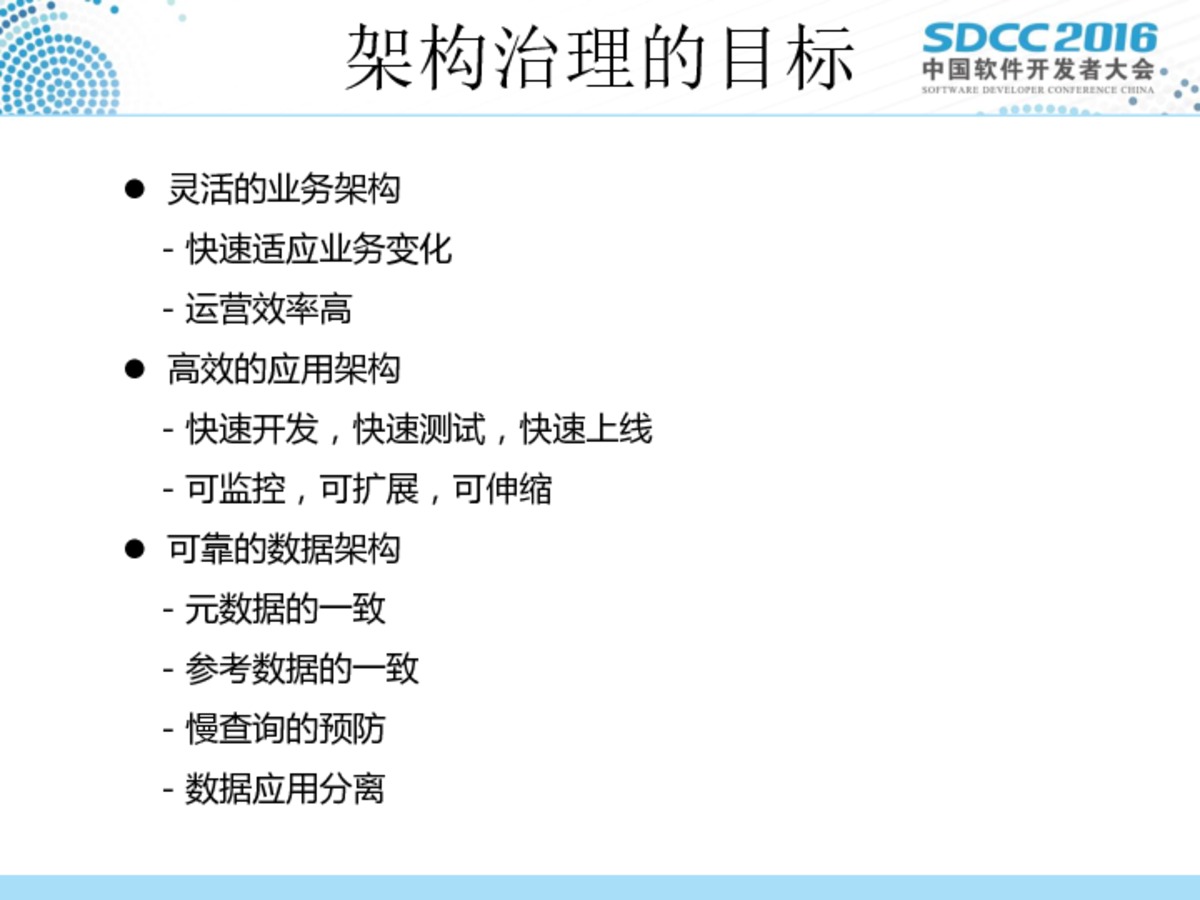 架构治理的目标
SDCC 2016
中国软件开发者大会
SOFTWARE DEVELOPER CONFERENCE CHINA
● 灵活的业务架构
- 快速适应业务变化
- 运营效率高
● 高效的应用架构
- 快速开发，快速测试，快速上线
- 可监控，可扩展，可伸缩
● 可靠的数据架构
- 元数据的一致
- 参考数据的一致
- 慢查询的预防
- 数据应用分离